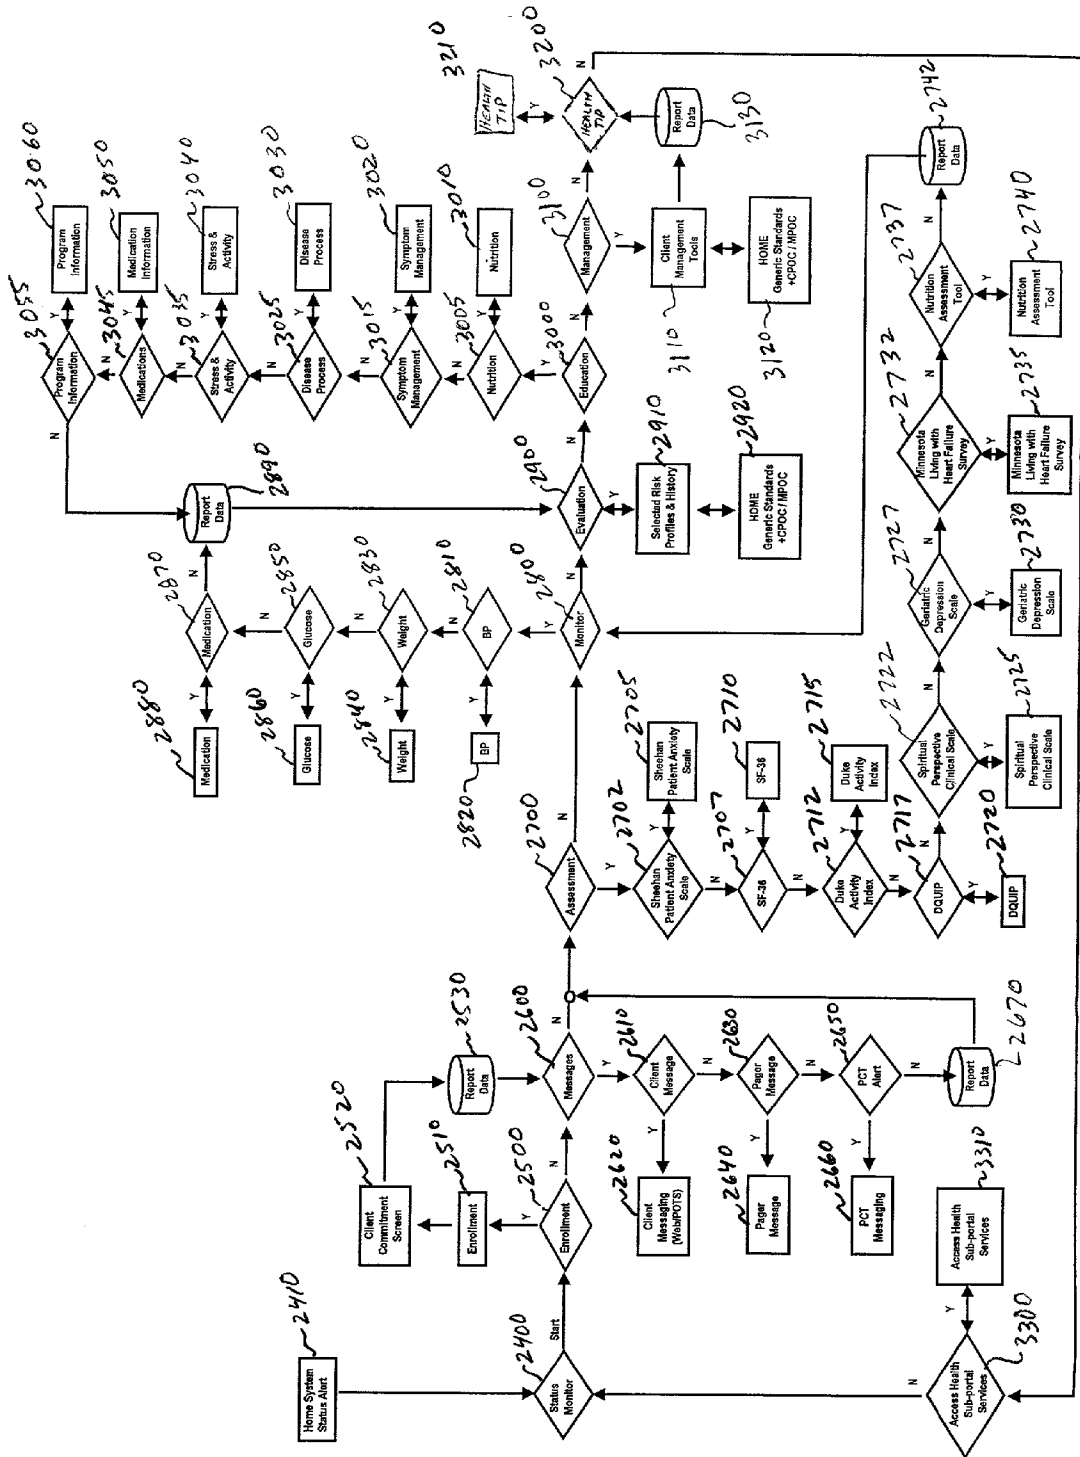 Home System
Status Alert
2410
Status
Monitor
2400
Start
Enrollment
2500
Y
N
Enrollment
2510
Client
Commitment
Screen
2520
Report
Data
2530
Messages
2600
Y
N
Client
Message
2610
Y
N
Client
Messaging
(Web/POTS)
2620
Pager
Message
2630
Y
N
Pager
Message
2640
PCT
Alert
2650
Y
N
PCT
Messaging
2660
Report
Data
2670
Assessment
2700
Y
N
Sheehan
Patient Anxiety
Scale
2702
Y
N
Sheehan
Patient Anxiety
Scale
2705
SF-36
2707
Y
N
SF-36
2710
Duke
Activity
Index
2712
Y
N
Duke
Activity
Index
2715
DQUIP
2717
Y
N
DQUIP
2720
Spiritual
Perspective
Clinical Scale
2722
Y
N
Spiritual
Perspective
Clinical Scale
2725
Geriatric
Depression
Scale
2727
Y
N
Geriatric
Depression Scale
2730
Minnesota
Living with
Heart Failure
Survey
2732
Y
N
Minnesota
Living with
Heart Failure
Survey
2735
Nutrition
Assessment
Tool
2737
Y
N
Nutrition
Assessment
Tool
2740
Report
Data
2742
Monitor
2800
Y
N
BP
2810
Y
N
BP
2820
Weight
2830
Y
N
Weight
2840
Glucose
2850
Y
N
Glucose
2860
Medication
2870
Y
N
Medication
2880
Report
Data
2890
Evaluation
2900
Y
N
Selected Risk
Profiles & History
2910
HOME
Generic Standards
+CPOC/MPOC
2920
Education
3000
Y
N
Nutrition
3005
Y
N
Nutrition
3010
Symptom
Management
3015
Y
N
Symptom
Management
3020
Disease
Process
3025
Y
N
Disease
Process
3030
Stress &
Activity
3035
Y
N
Stress &
Activity
3040
Medications
3045
Y
N
Medication
Information
3050
Program
Information
3055
Y
N
Program
Information
3060
Management
3100
Y
N
Client
Management
Tools
3110
HOME
Generic Standards
+CPOC / MPOC
3120
Report
Data
3130
HEALTH
TIP
3200
Y
N
HEALTH
TIP
3210
Access Health
Sub-portal
Services
3300
Y
N
Access Health
Sub-portal
Services
3310